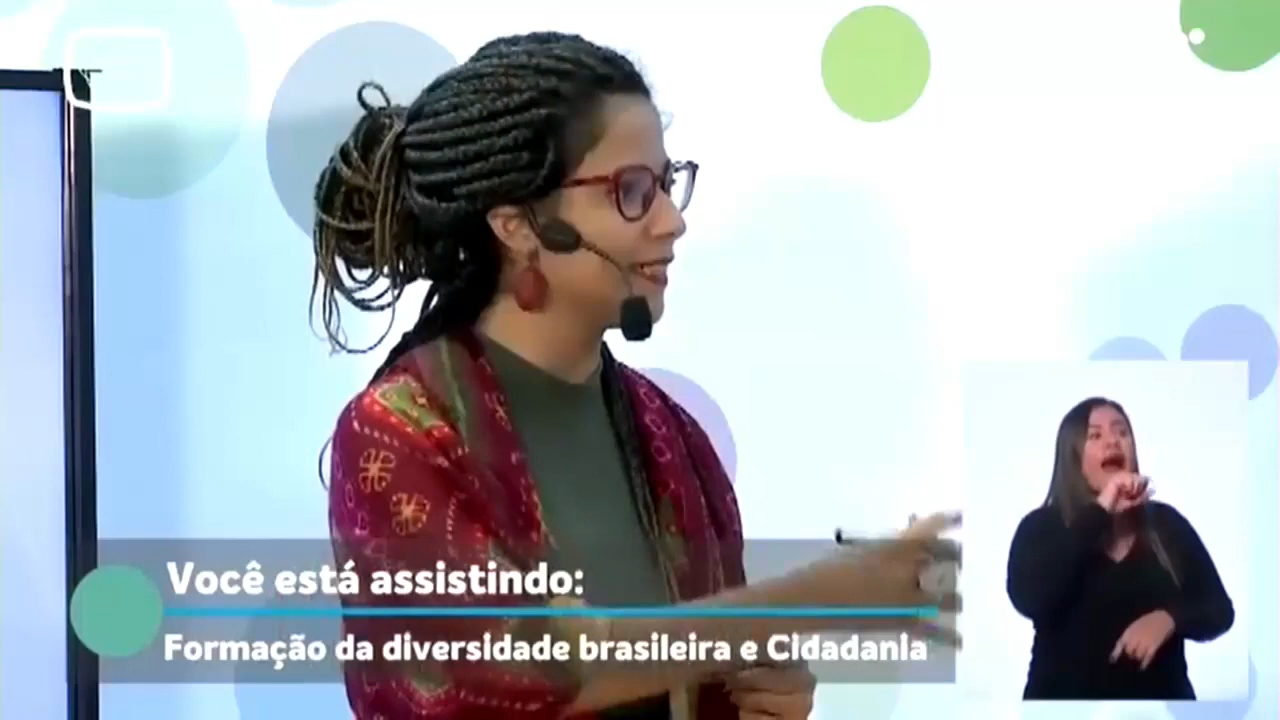 Você está assistindo:
Formação da diversidade brasileira e Cidadania